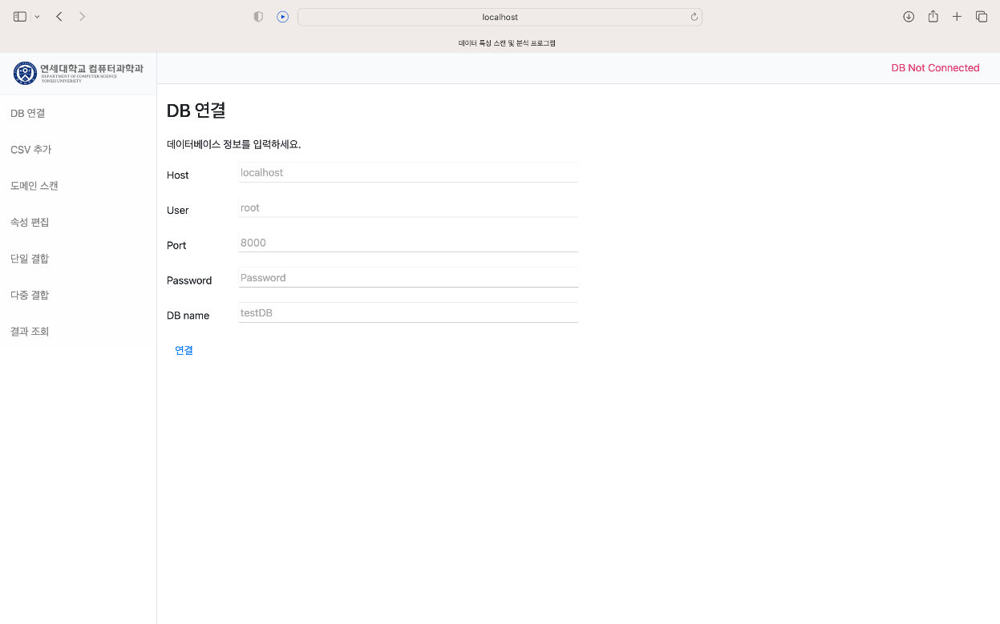 localhost
데이터 특성 스캔 및 분석 프로그램
연세대학교 컴퓨터과학과
DEPARTMENT OF COMPUTER SCIENCE
YONSEI UNIVERSITY
DB Not Connected
DB 연결
CSV 추가
도메인 스캔
속성 편집
단일 결합
다중 결합
결과 조회
DB 연결
데이터베이스 정보를 입력하세요.
Host localhost
User root
Port 8000
Password Password
DB name testDB
연결